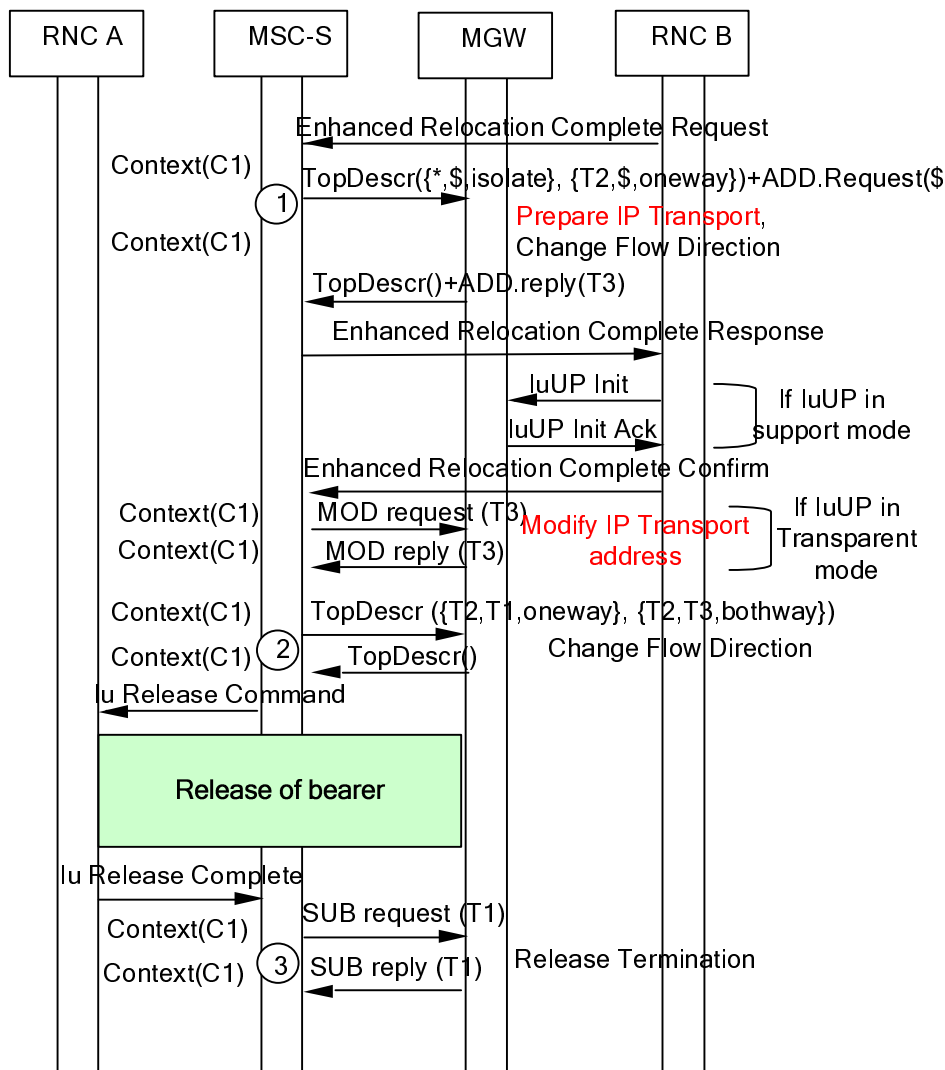 RNC A
MSC-S
MGW
RNC B
Enhanced Relocation Complete Request
Context(C1)
TopDescr({*,$,isolate}, {T2,$,oneway})+ADD.Request($
1
Prepare IP Transport,
Context(C1)
Change Flow Direction
TopDescr()+ADD.reply(T3)
Enhanced Relocation Complete Response
IuUP Init
If IuUP in
support mode
IuUP Init Ack
Enhanced Relocation Complete Confirm
Context(C1)
MOD request (T3)
Modify IP Transport
address
If IuUP in
Transparent
mode
Context(C1)
MOD reply (T3)
Context(C1)
TopDescr ({T2,T1,oneway}, {T2,T3,bothway})
2
Change Flow Direction
Context(C1)
TopDescr()
Iu Release Command
Release of bearer
Iu Release Complete
SUB request (T1)
Context(C1)
3
Release Termination
Context(C1)
SUB reply (T1)